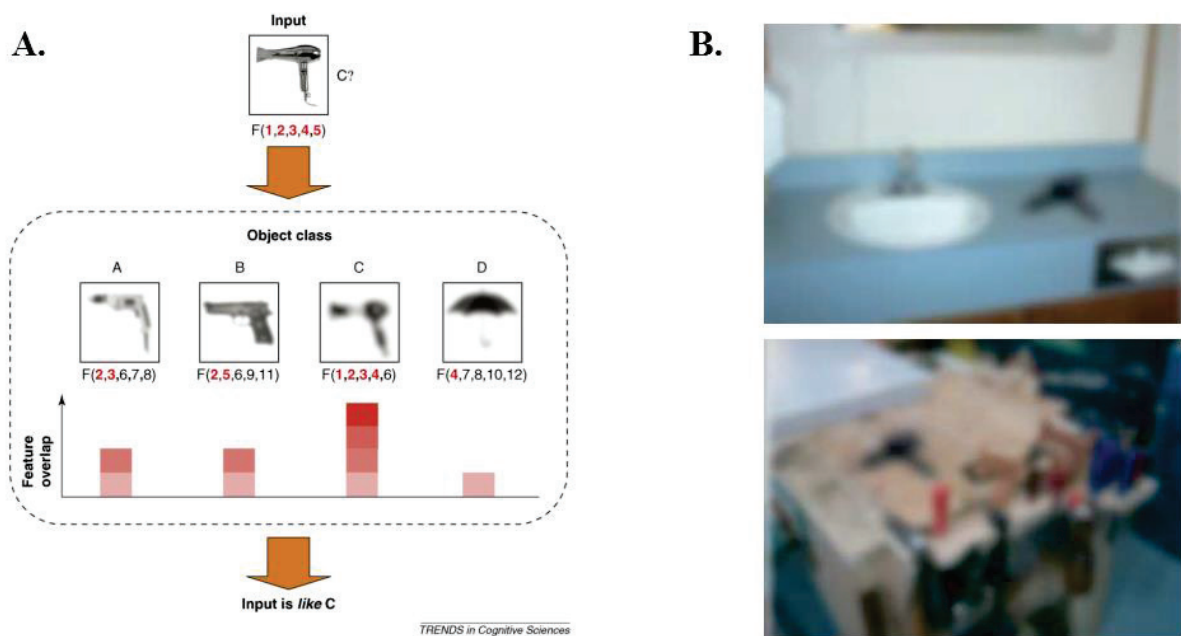 A.
Input
C?
F(1,2,3,4,5)
Object class
A B C D
F(2,3,6,7,8) F(2,5,6,9,11) F(1,2,3,4,6) F(4,7,8,10,12)
Feature
overlap
Input is like C
TRENDS in Cognitive Sciences
B.